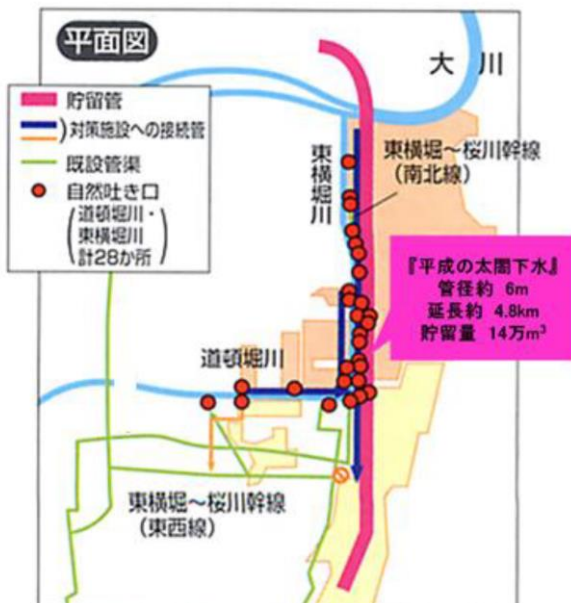 平面図
貯留管
対策施設への接続管
既設管渠
自然吐き口
(道頓堀川・
東横堀川
計28か所)
大川
東横堀川
東横堀～桜川幹線
(南北線)
『平成の太閤下水』
管径約 6m
延長約 4.8km
貯留量 14万m³
道頓堀川
東横堀～桜川幹線
(東西線)